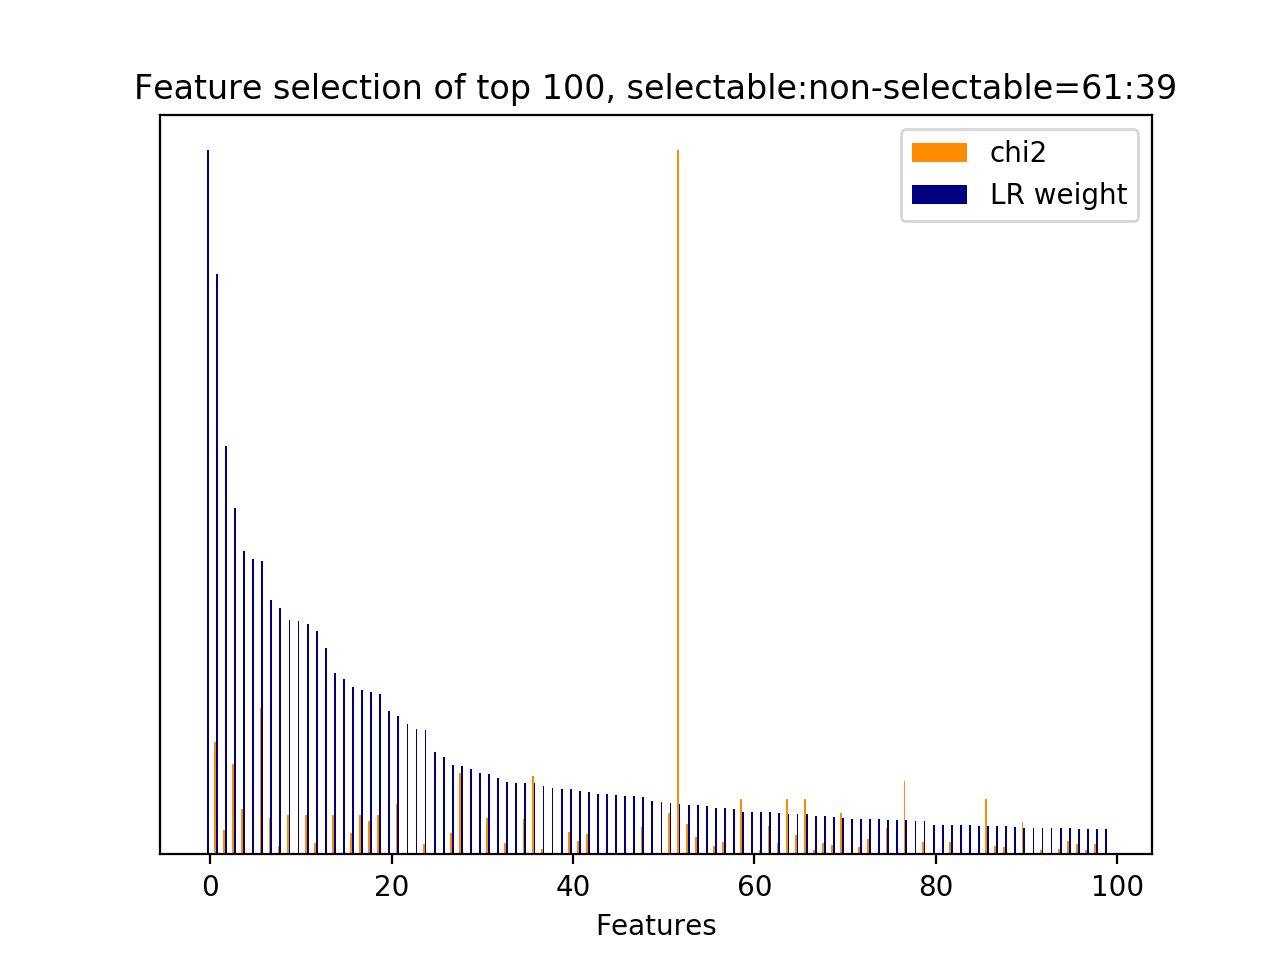 Feature selection of top 100, selectable:non-selectable=61:39
chi2
LR weight
0 20 40 60 80 100
Features